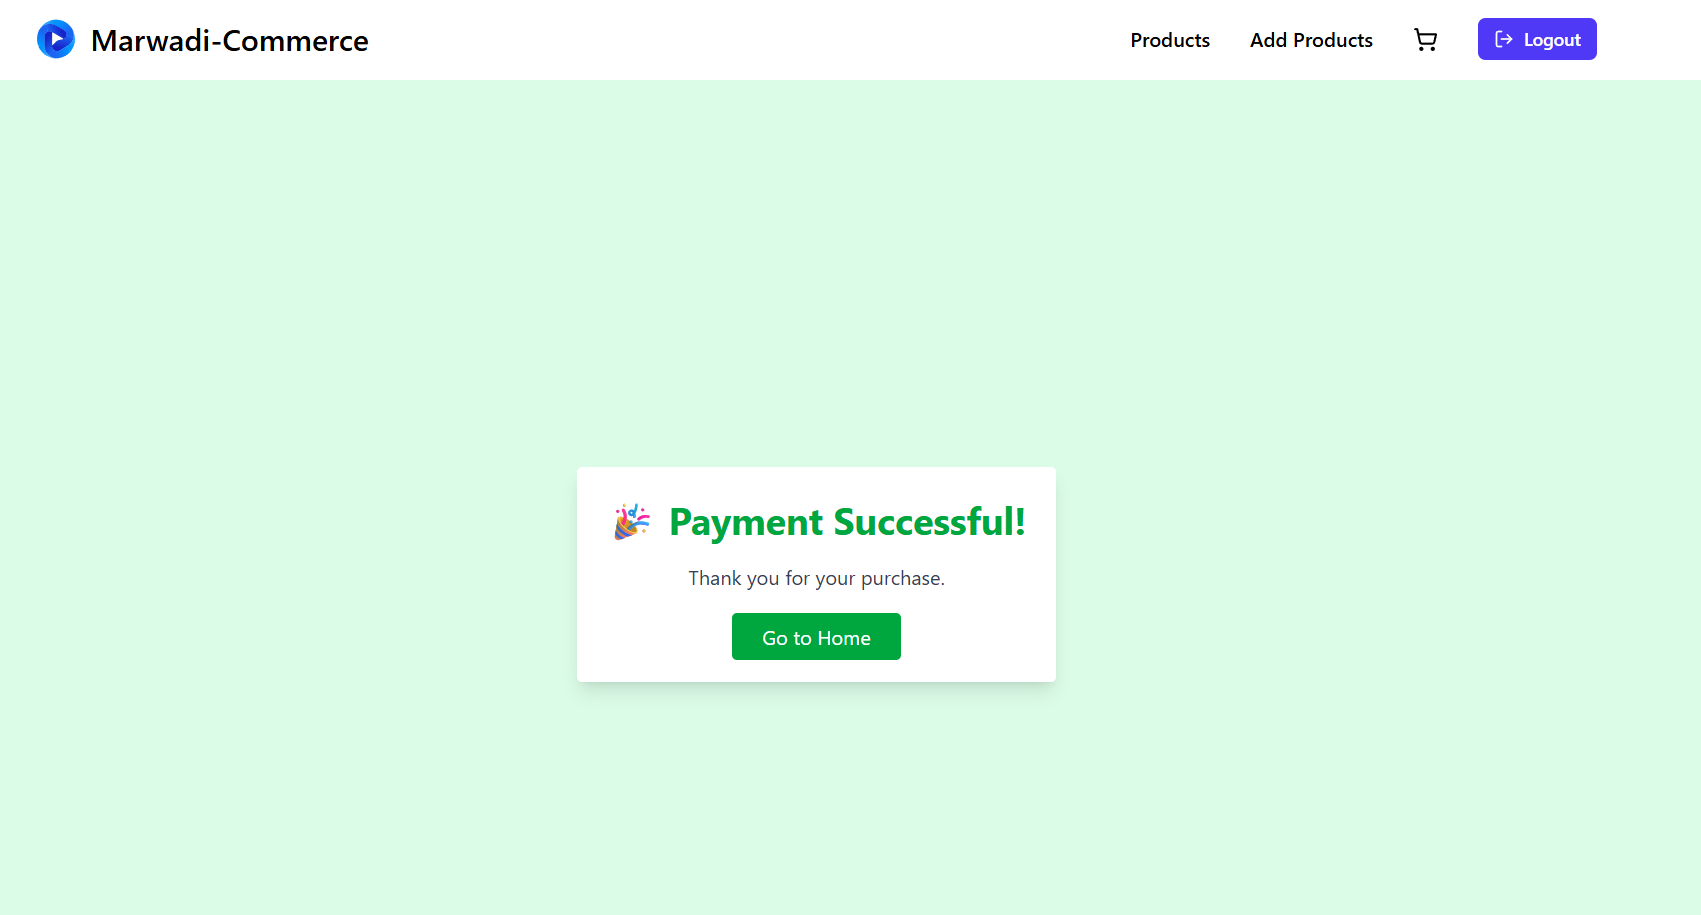 Marwadi-Commerce
Products
Add Products
Logout
🎉 Payment Successful!
Thank you for your purchase.
Go to Home